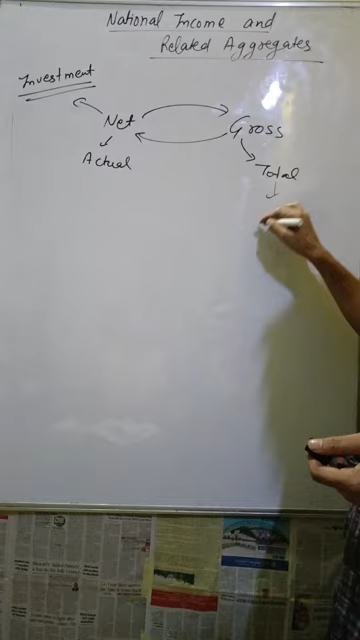 National Income and
Related Aggregates
Investment
Net
Gross
Actual
Total